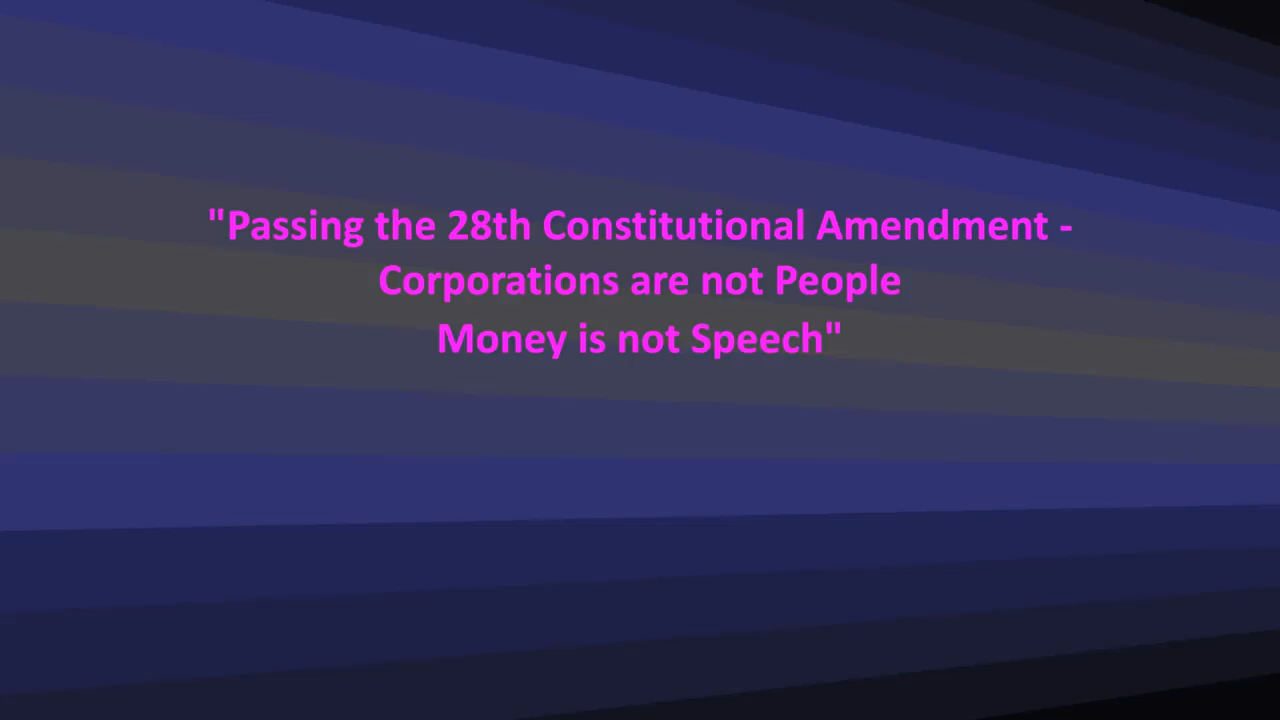 "Passing the 28th Constitutional Amendment -
Corporations are not People
Money is not Speech"